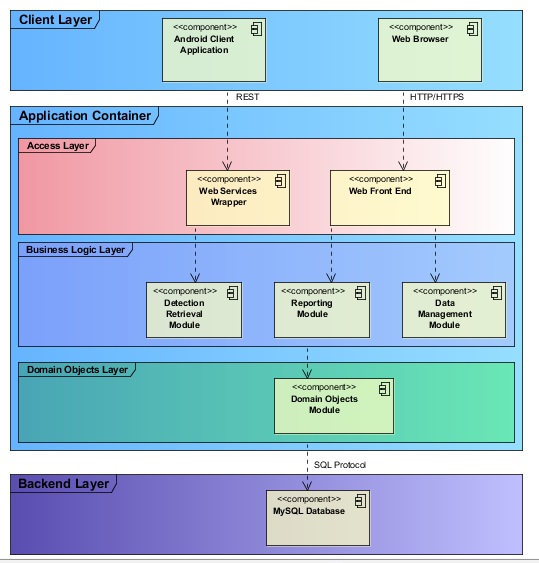 Client Layer
<<component>>
Android Client
Application
<<component>>
Web Browser
REST
HTTP/HTTPS
Application Container
Access Layer
<<component>>
Web Services
Wrapper
<<component>>
Web Front End
Business Logic Layer
<<component>>
Detection
Retrieval
Module
<<component>>
Reporting
Module
<<component>>
Data
Management
Module
Domain Objects Layer
<<component>>
Domain Objects
Module
SQL Protocol
Backend Layer
<<component>>
MySQL Database